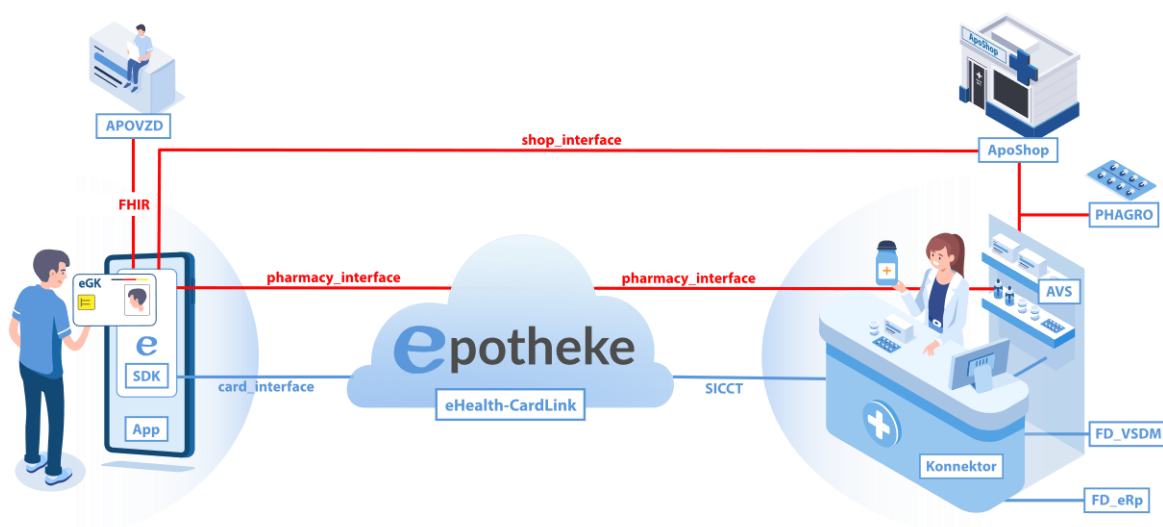 ApoShop
APOVZD
shop_interface
ApoShop
FHIR
PHAGRO
eGK
pharmacy_interface
pharmacy_interface
AVS
epotheke
e
SDK
card_interface
SICCT
eHealth-CardLink
App
FD_VSDM
Konnektor
FD_eRp